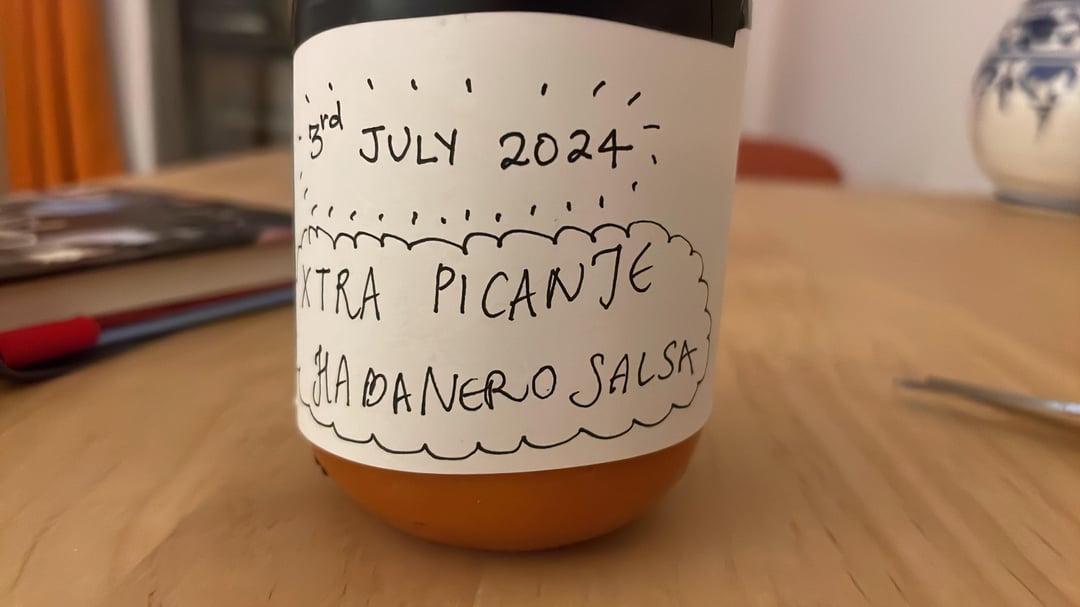 3rd JULY 2024
XTRA PICANTE
HABANERO SALSA